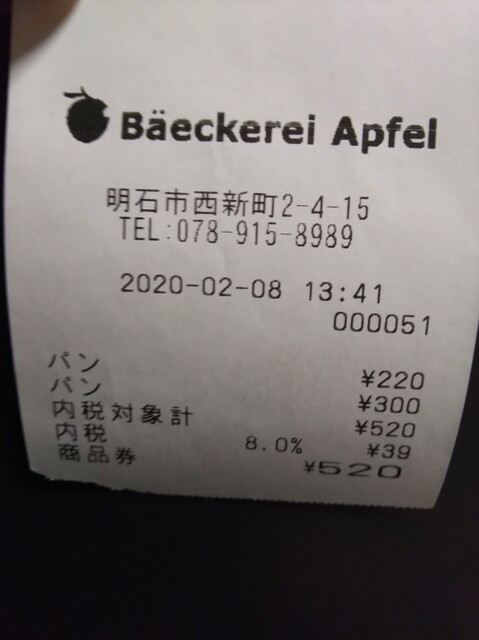 Bäeckerei Apfel
明石市西新町2-4-15
TEL:078-915-8989
2020-02-08 13:41
000051
パン ¥220
パン ¥300
内税対象計 ¥520
内税 8.0% ¥39
商品券 ¥520